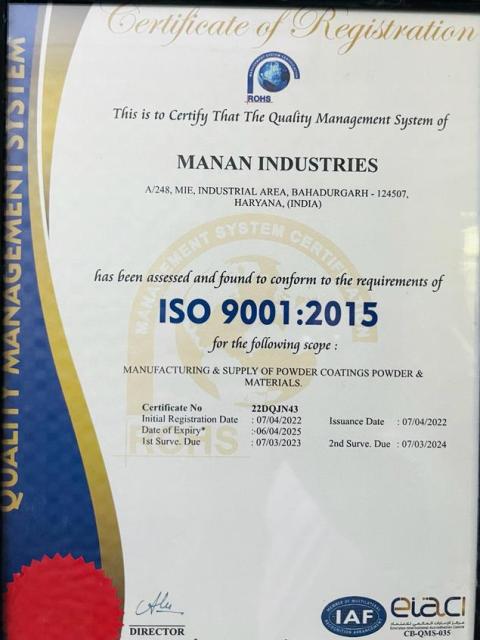 Certificate of Registration
ROHS
This is to Certify That The Quality Management System of
MANAN INDUSTRIES
A/248, MIE, INDUSTRIAL AREA, BAHADURGARH - 124507,
HARYANA, (INDIA)
MANAGEMENT SYSTEM
has been assessed and found to conform to the requirements of
ISO 9001:2015
for the following scope :
MANUFACTURING & SUPPLY OF POWDER COATINGS POWDER &
MATERIALS.
Certificate No 22DQJN43
Initial Registration Date : 07/04/2022 Issuance Date : 07/04/2022
Date of Expiry* :-06/04/2025
1st Surve. Due : 07/03/2023 2nd Surve. Due : 07/03/2024
ROHS
QUALITY MANAGEMENT SYSTEM
DIRECTOR
IAF
eiaci
CB-QMS-035